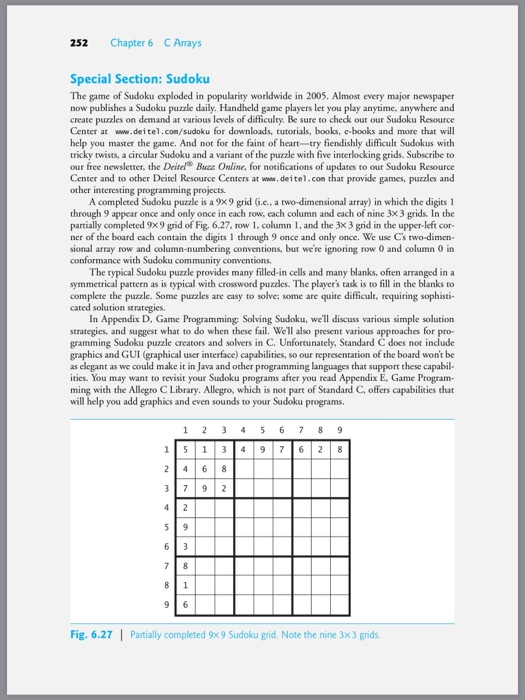 252 Chapter 6 C Arrays
Special Section: Sudoku
The game of Sudoku exploded in popularity worldwide in 2005. Almost every major newspaper
now publishes a Sudoku puzzle daily. Handheld game players let you play anytime, anywhere and
create puzzles on demand at various levels of difficulty. Be sure to check out our Sudoku Resource
Center at www.deitel.com/sudoku for downloads, tutorials, books, e-books and more that will
help you master the game. And not for the faint of heart—try fiendishly difficult Sudokus with
tricky twists, a circular Sudoku and a variant of the puzzle with five interlocking grids. Subscribe to
our free newsletter, the Deitel® Buzz Online, for notifications of updates to our Sudoku Resource
Center and to other Deitel Resource Centers at www.deitel.com that provide games, puzzles and
other interesting programming projects.
A completed Sudoku puzzle is a 9×9 grid (i.e., a two-dimensional array) in which the digits 1
through 9 appear once and only once in each row, each column and each of nine 3×3 grids. In the
partially completed 9×9 grid of Fig. 6.27, row 1, column 1, and the 3×3 grid in the upper-left cor-
ner of the board each contain the digits 1 through 9 once and only once. We use C's two-dimen-
sional array row and column-numbering conventions, but we're ignoring row 0 and column 0 in
conformance with Sudoku community conventions.
The typical Sudoku puzzle provides many filled-in cells and many blanks, often arranged in a
symmetrical pattern as is typical with crossword puzzles. The player's task is to fill in the blanks to
complete the puzzle. Some puzzles are easy to solve; some are quite difficult, requiring sophisti-
cated solution strategies.
In Appendix D, Game Programming: Solving Sudoku, we'll discuss various simple solution
strategies, and suggest what to do when these fail. We'll also present various approaches for pro-
gramming Sudoku puzzle creators and solvers in C. Unfortunately, Standard C does not include
graphics and GUI (graphical user interface) capabilities, so our representation of the board won't be
as elegant as we could make it in Java and other programming languages that support these capabil-
ities. You may want to revisit your Sudoku programs after you read Appendix E, Game Program-
ming with the Allegro C Library. Allegro, which is not part of Standard C, offers capabilities that
will help you add graphics and even sounds to your Sudoku programs.
1 2 3 4 5 6 7 8 9
1 5 1 3 4 9 7 6 2 8
2 4 6 8
3 7 9 2
4 2
5 9
6 3
7 8
8 1
9 6
Fig. 6.27 | Partially completed 9×9 Sudoku grid. Note the nine 3×3 grids.